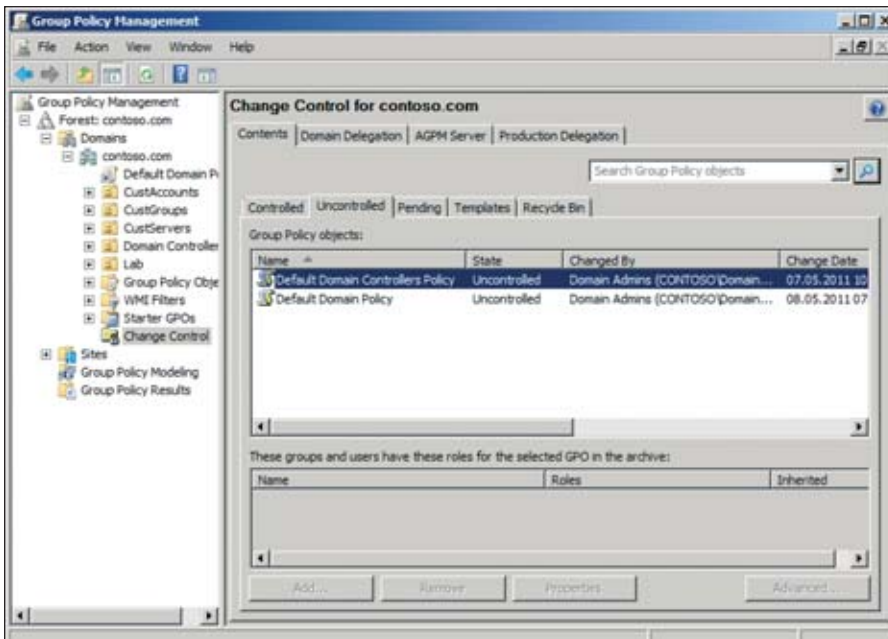 Group Policy Management
File Action View Window Help
Group Policy Management
Forest: contoso.com
Domains
contoso.com
Default Domain P
CustAccounts
CustGroups
CustServers
Domain Controller
Lab
Group Policy Obje
WMI Filters
Starter GPOs
Change Control
Sites
Group Policy Modeling
Group Policy Results
Change Control for contoso.com
Contents Domain Delegation AGPM Server Production Delegation
Search Group Policy objects
Controlled Uncontrolled Pending Templates Recycle Bin
Group Policy objects:
Name State Changed By Change Date
Default Domain Controllers Policy Uncontrolled Domain Admins (CONTOSO\Domain... 07.05.2011 10
Default Domain Policy Uncontrolled Domain Admins (CONTOSO\Domain... 08.05.2011 07
These groups and users have these roles for the selected GPO in the archive:
Name Roles Inherited
Add... Remove Properties Advanced...